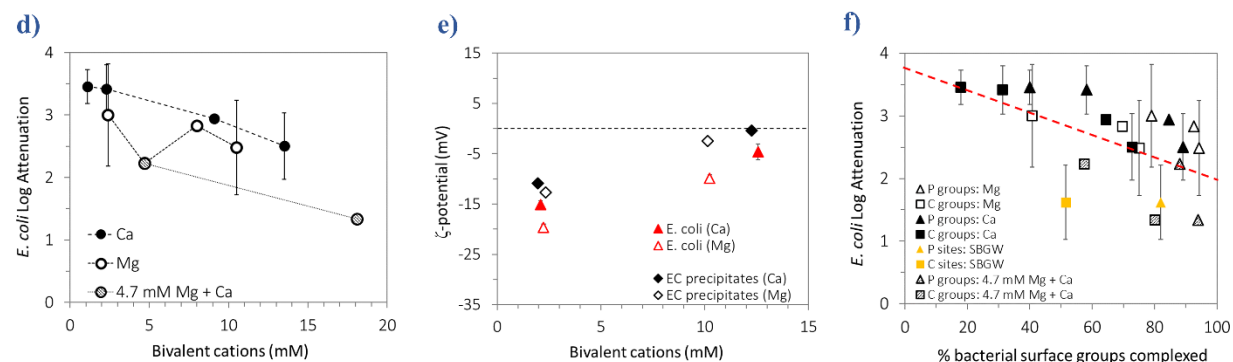 d)
E. coli Log Attenuation
4
3
2
1
0
0
5
10
15
20
Bivalent cations (mM)
Ca
Mg
4.7 mM Mg + Ca
e)
ζ-potential (mV)
15
5
-5
-15
-25
-35
0
5
10
15
Bivalent cations (mM)
E. coli (Ca)
E. coli (Mg)
EC precipitates (Ca)
EC precipitates (Mg)
f)
E. coli Log Attenuation
4
3
2
1
0
0
20
40
60
80
100
% bacterial surface groups complexed
P groups: Mg
C groups: Mg
P groups: Ca
C groups: Ca
P sites: SBGW
C sites: SBGW
P groups: 4.7 mM Mg + Ca
C groups: 4.7 mM Mg + Ca